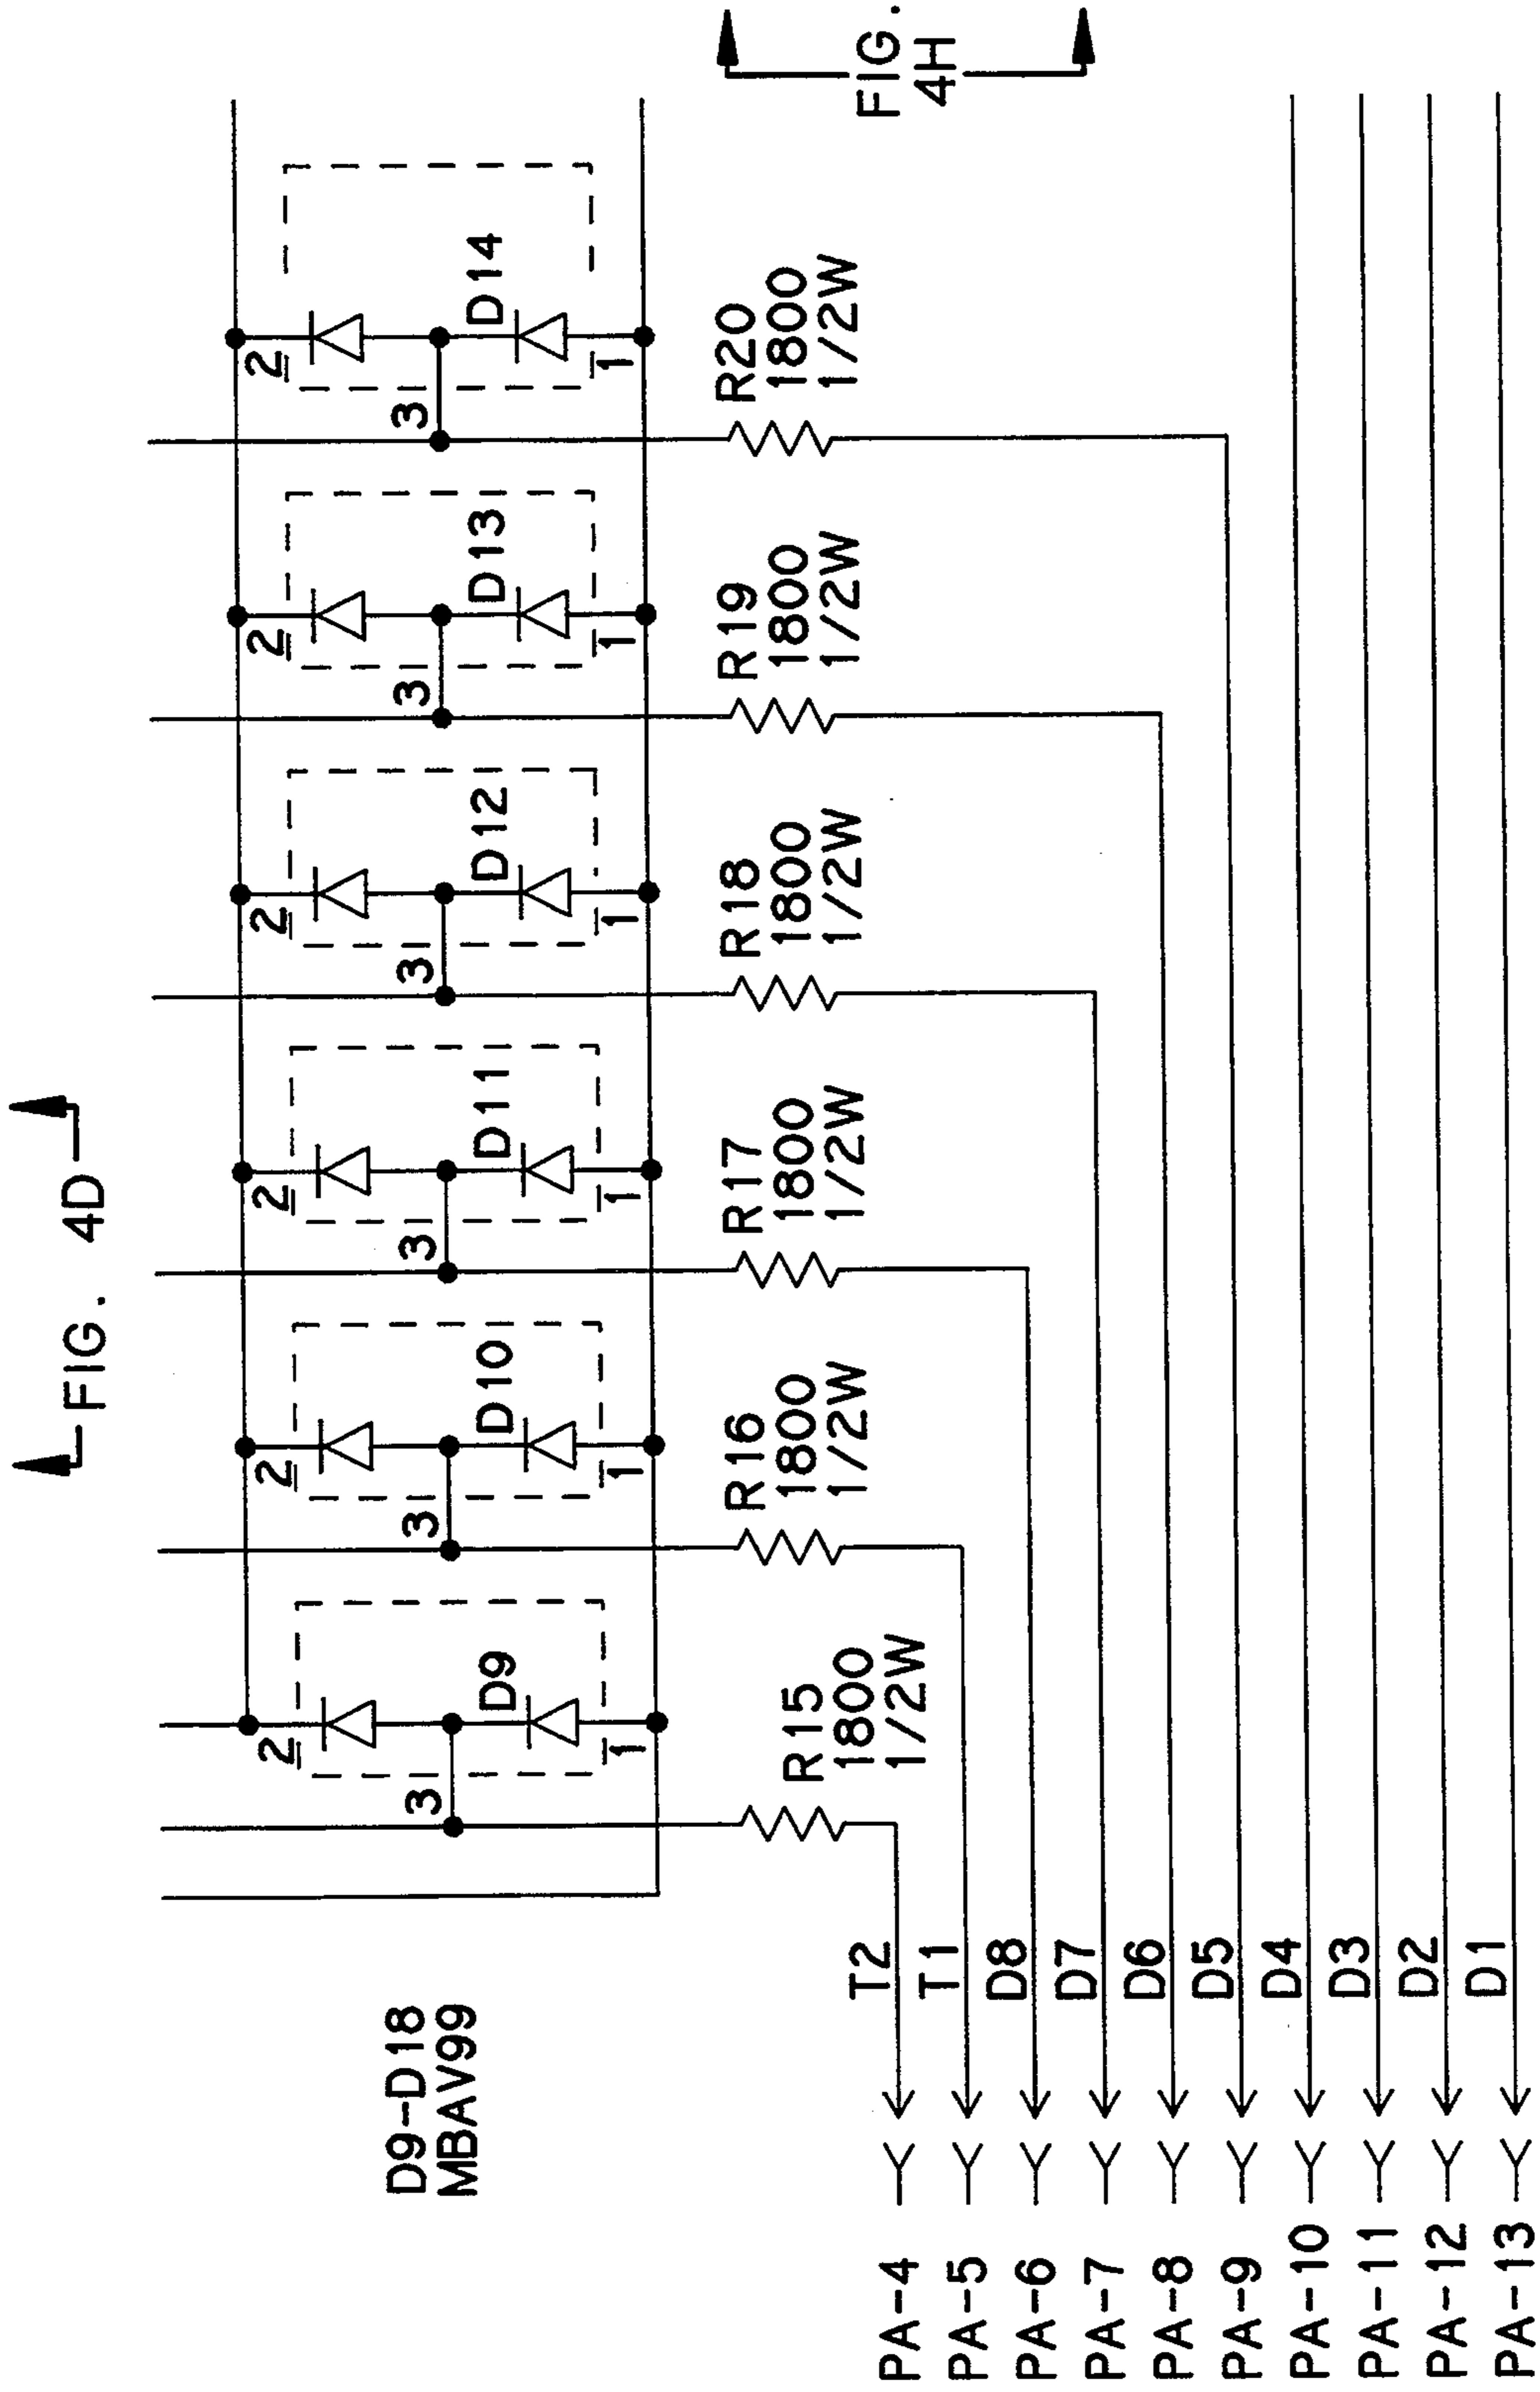 FIG. 4D
D9-D18
MBAV99
2
3
1
D9
2
3
1
D10
2
3
1
D11
2
3
1
D12
2
3
1
D13
2
3
1
D14
R15
1800
1/2W
R16
1800
1/2W
R17
1800
1/2W
R18
1800
1/2W
R19
1800
1/2W
R20
1800
1/2W
FIG.
4H
PA-4 T2
PA-5 T1
PA-6 D8
PA-7 D7
PA-8 D6
PA-9 D5
PA-10 D4
PA-11 D3
PA-12 D2
PA-13 D1